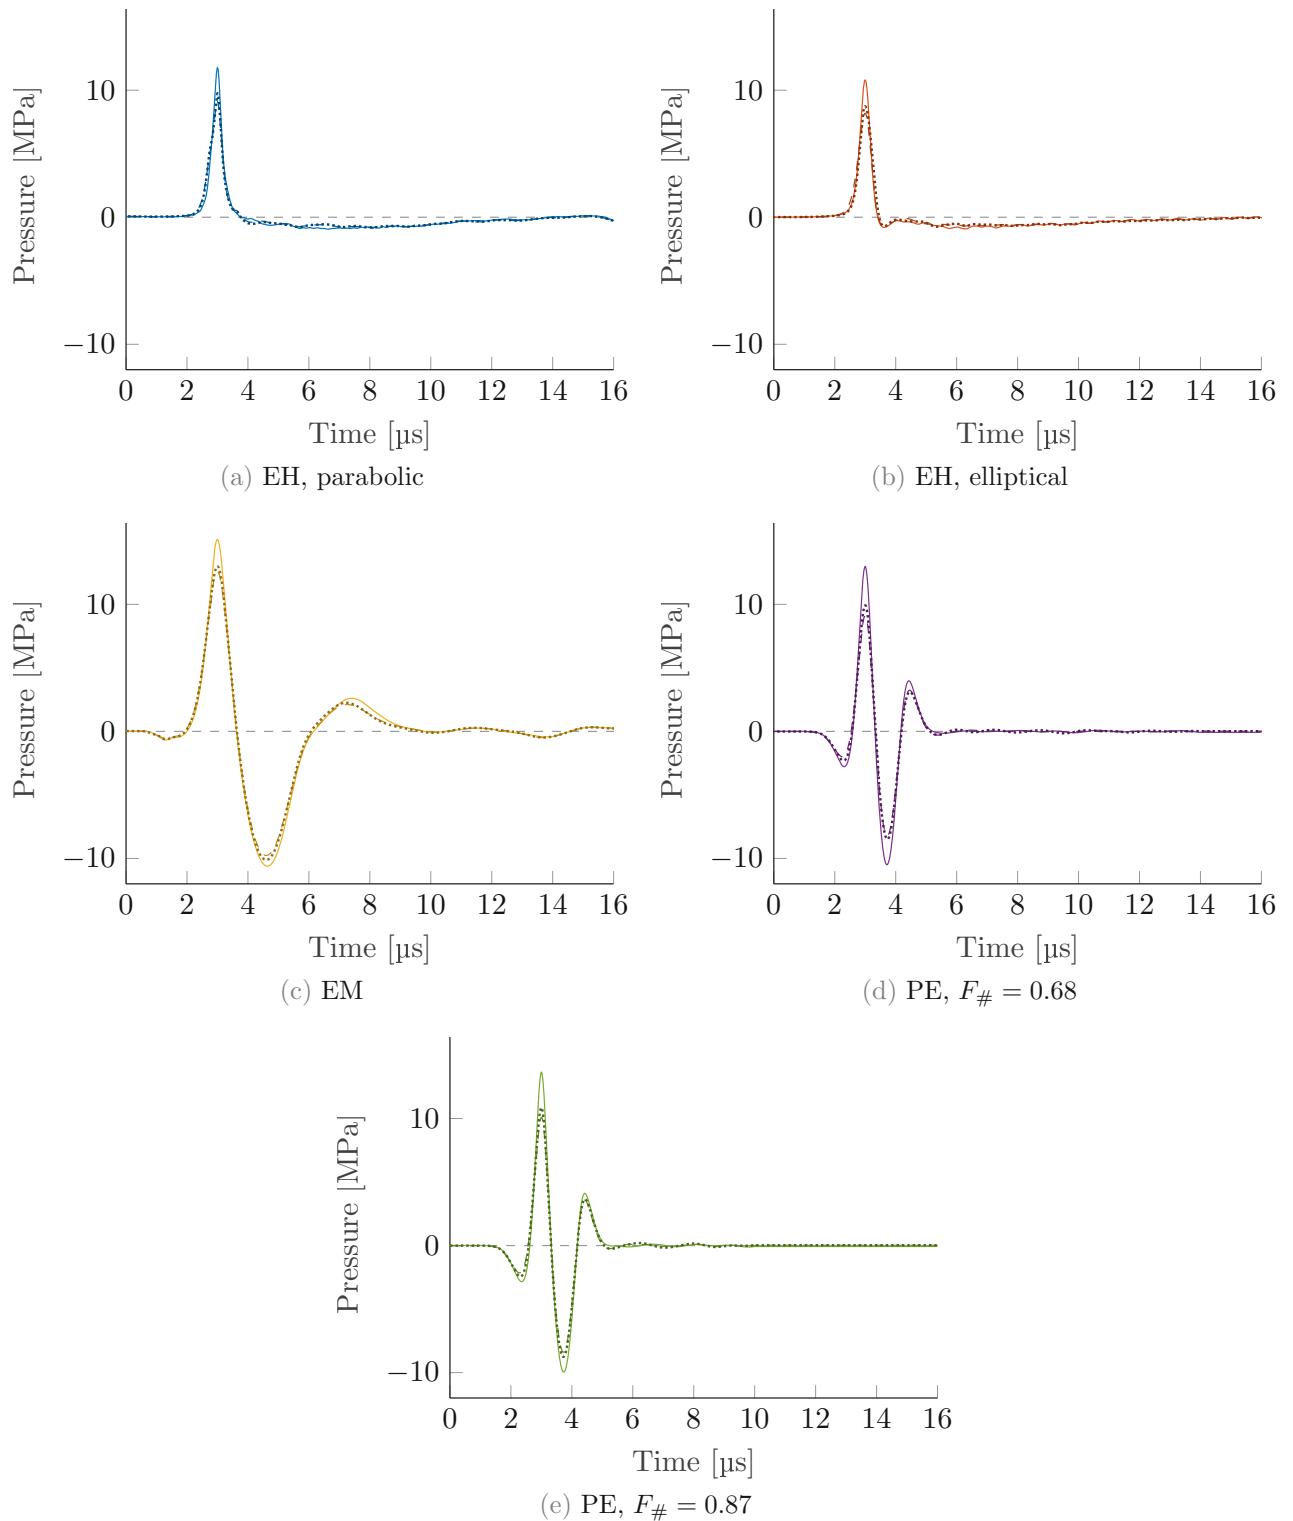 Pressure [MPa]
10
0
−10
0 2 4 6 8 10 12 14 16
Time [µs]
(a) EH, parabolic
Pressure [MPa]
10
0
−10
0 2 4 6 8 10 12 14 16
Time [µs]
(b) EH, elliptical
Pressure [MPa]
10
0
−10
0 2 4 6 8 10 12 14 16
Time [µs]
(c) EM
Pressure [MPa]
10
0
−10
0 2 4 6 8 10 12 14 16
Time [µs]
(d) PE, F# = 0.68
Pressure [MPa]
10
0
−10
0 2 4 6 8 10 12 14 16
Time [µs]
(e) PE, F# = 0.87